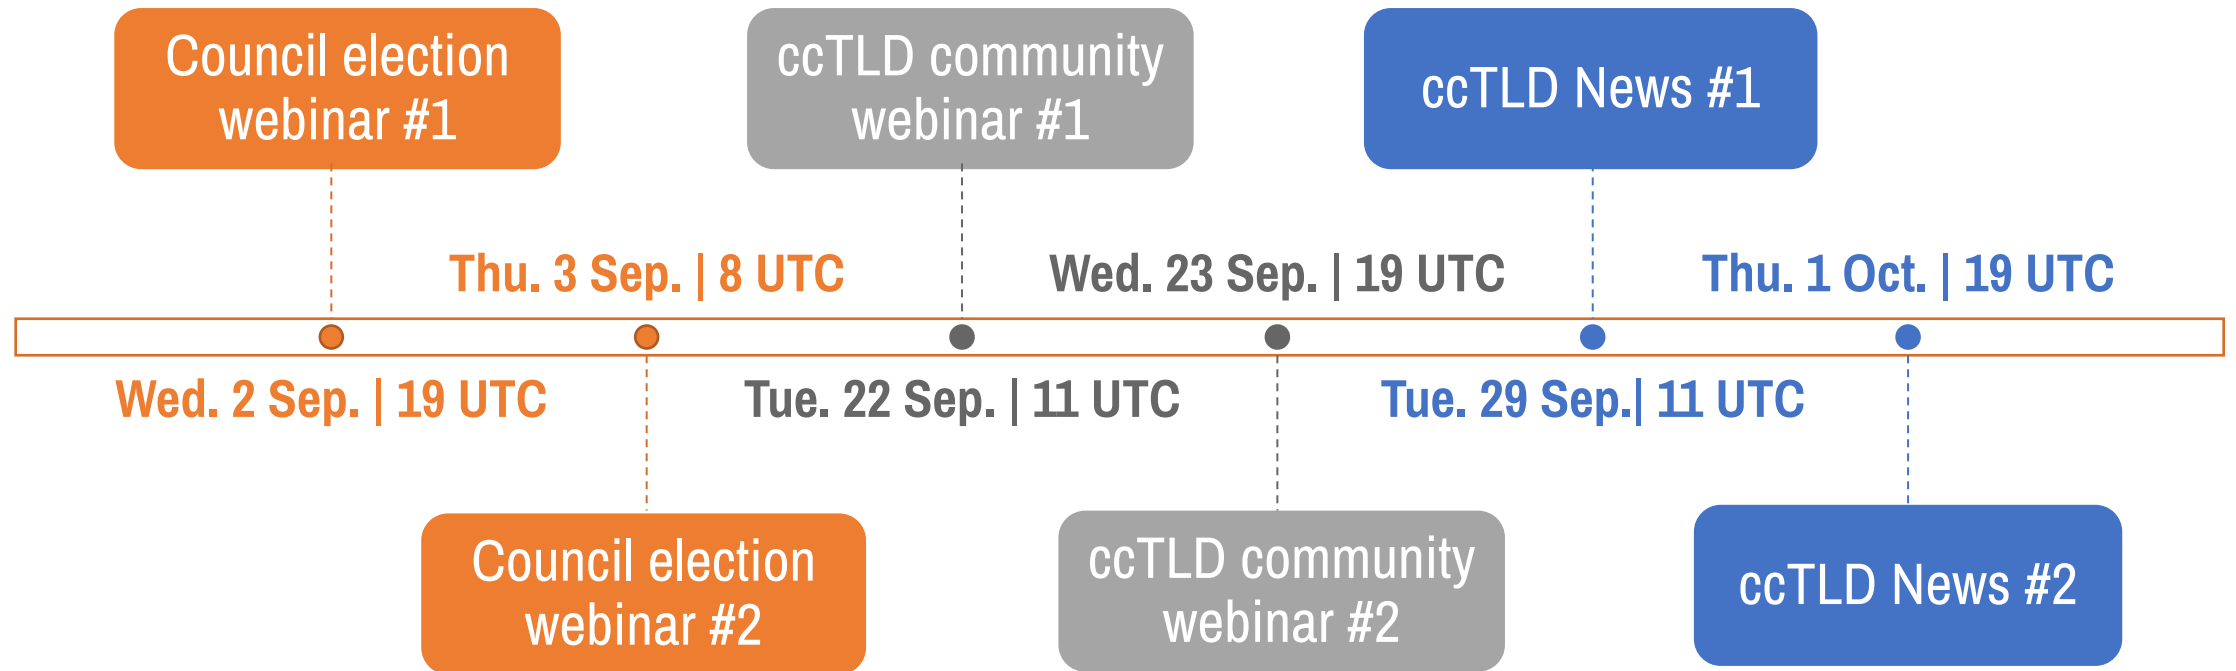 Council election
webinar #1
ccTLD community
webinar #1
ccTLD News #1
Thu. 3 Sep. | 8 UTC
Wed. 23 Sep. | 19 UTC
Thu. 1 Oct. | 19 UTC
Wed. 2 Sep. | 19 UTC
Tue. 22 Sep. | 11 UTC
Tue. 29 Sep.| 11 UTC
Council election
webinar #2
ccTLD community
webinar #2
ccTLD News #2